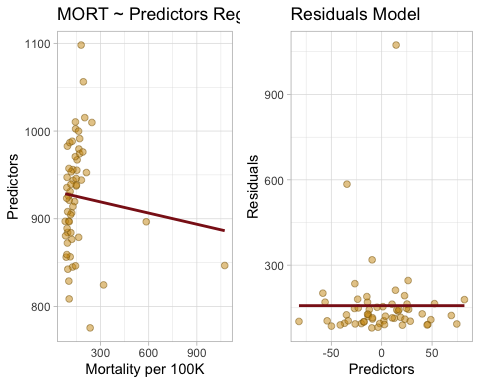 MORT ~ Predictors Reg
Residuals Model
1100
1000
900
800
Predictors
300 600 900
Mortality per 100K
900
600
300
Residuals
-50 0 50
Predictors